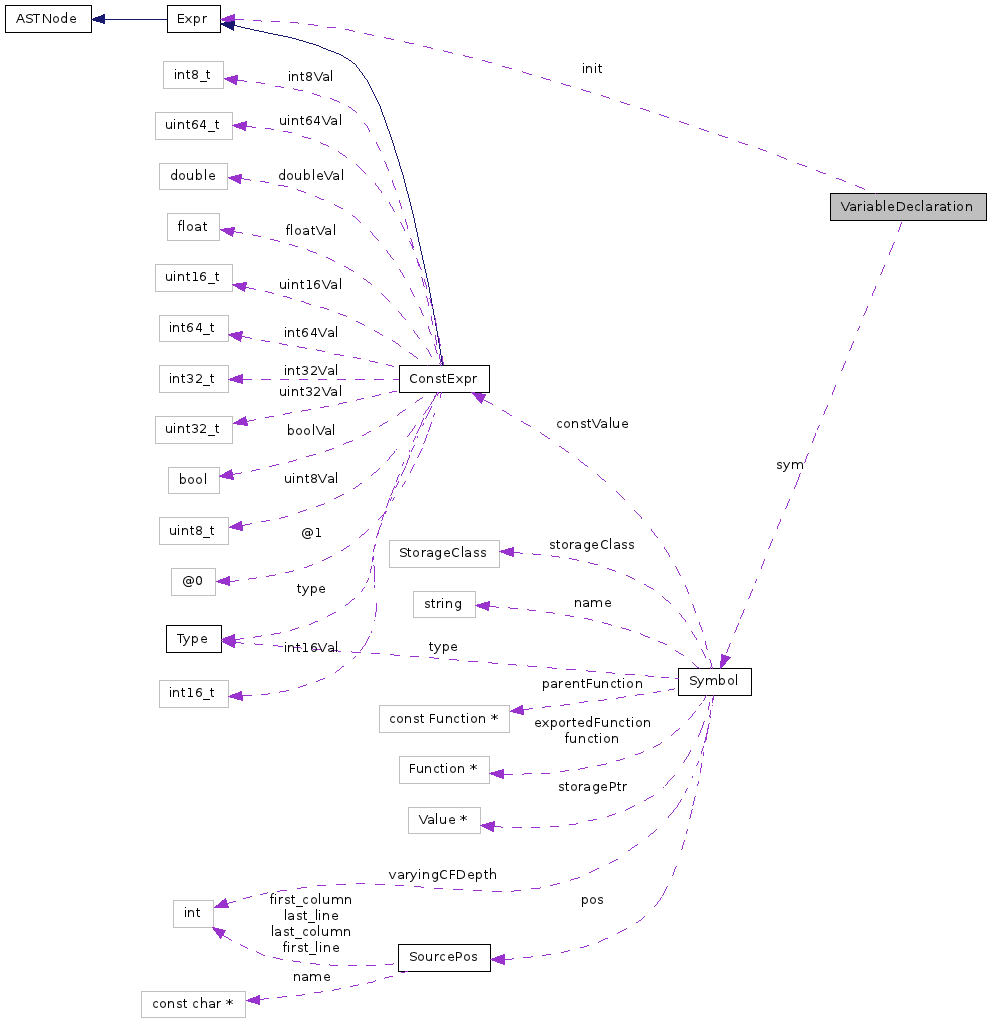 ASTNode
Expr
init
int8_t
int8Val
uint64_t
uint64Val
double
doubleVal
VariableDeclaration
float
floatVal
uint16_t
uint16Val
int64_t
int64Val
int32_t
int32Val
ConstExpr
uint32Val
uint32_t
boolVal
constValue
sym
bool
uint8Val
uint8_t
@1
StorageClass
storageClass
@0
type
string
name
Type
int16Val
type
Symbol
int16_t
parentFunction
const Function *
exportedFunction
function
Function *
storagePtr
Value *
varyingCFDepth
int
first_column
last_line
last_column
first_line
pos
SourcePos
name
const char *